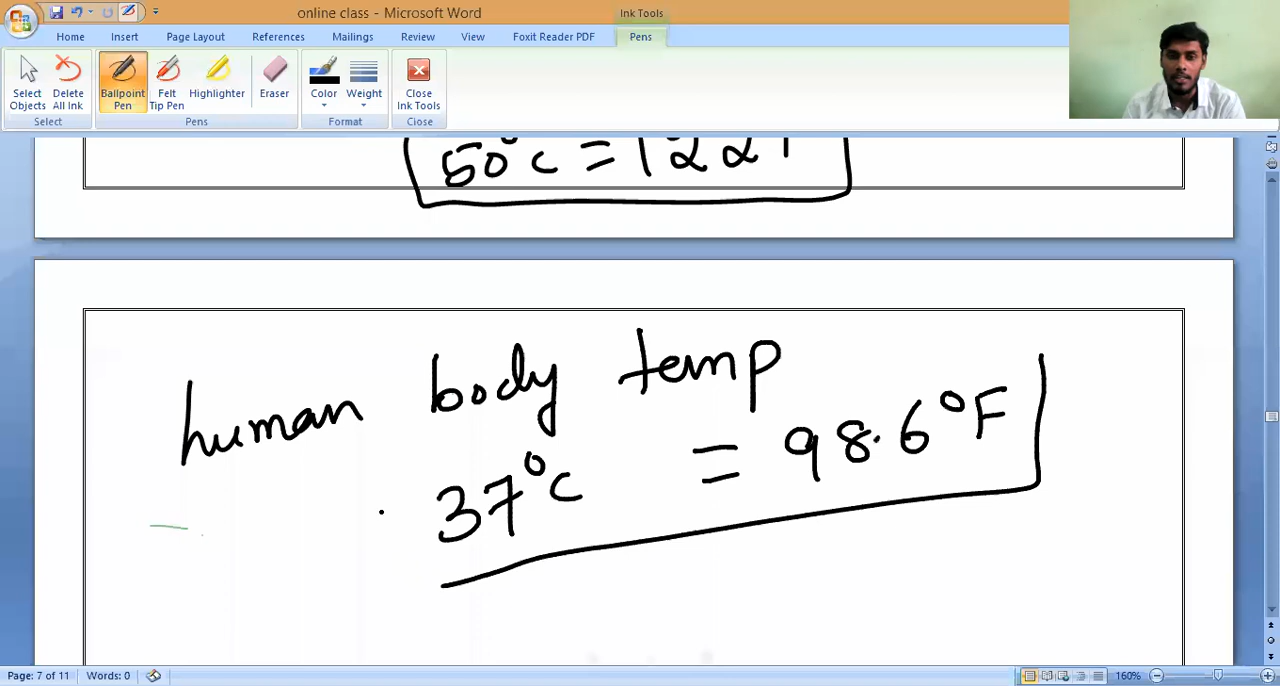 online class - Microsoft Word
Ink Tools
Home Insert Page Layout References Mailings Review View Foxit Reader PDF Pens
Select Objects
Delete All Ink
Ballpoint Pen
Felt Tip Pen
Highlighter
Eraser
Color
Weight
Close Ink Tools
Select Pens Format Close
50°c = 122
human body temp
37°c = 98.6°F
Page: 7 of 11 Words: 0 160%